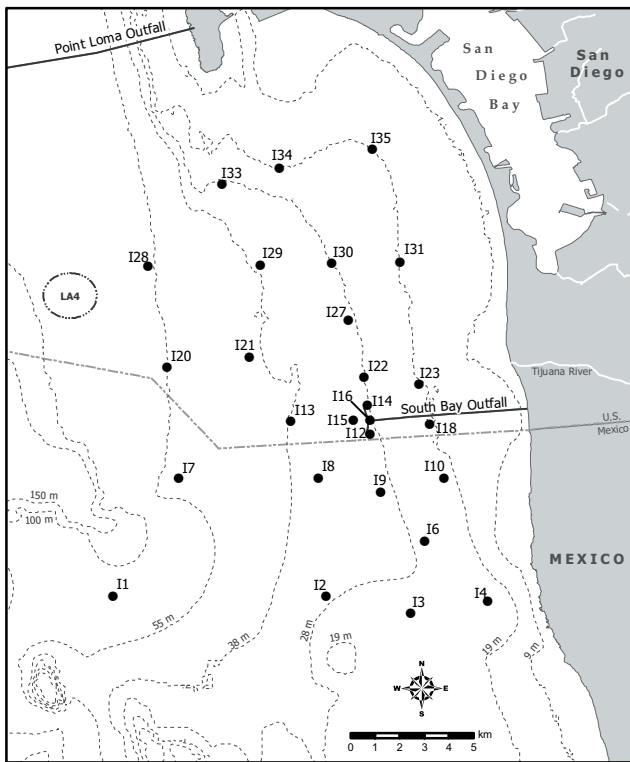 Point Loma Outfall
San
Diego
Bay
San
Diego
I35
I34
I33
I31
I30
I29
I28
LA4
I27
I23
I22
I21
I20
Tijuana River
I16
I14
South Bay Outfall
I15
I13
I18
I12
U.S.
Mexico
I10
I9
I8
I7
150 m
100 m
I6
MEXICO
I4
I3
I2
I1
55 m
38 m
28 m
19 m
19 m
9 m
N
W E
S
km
0 1 2 3 4 5